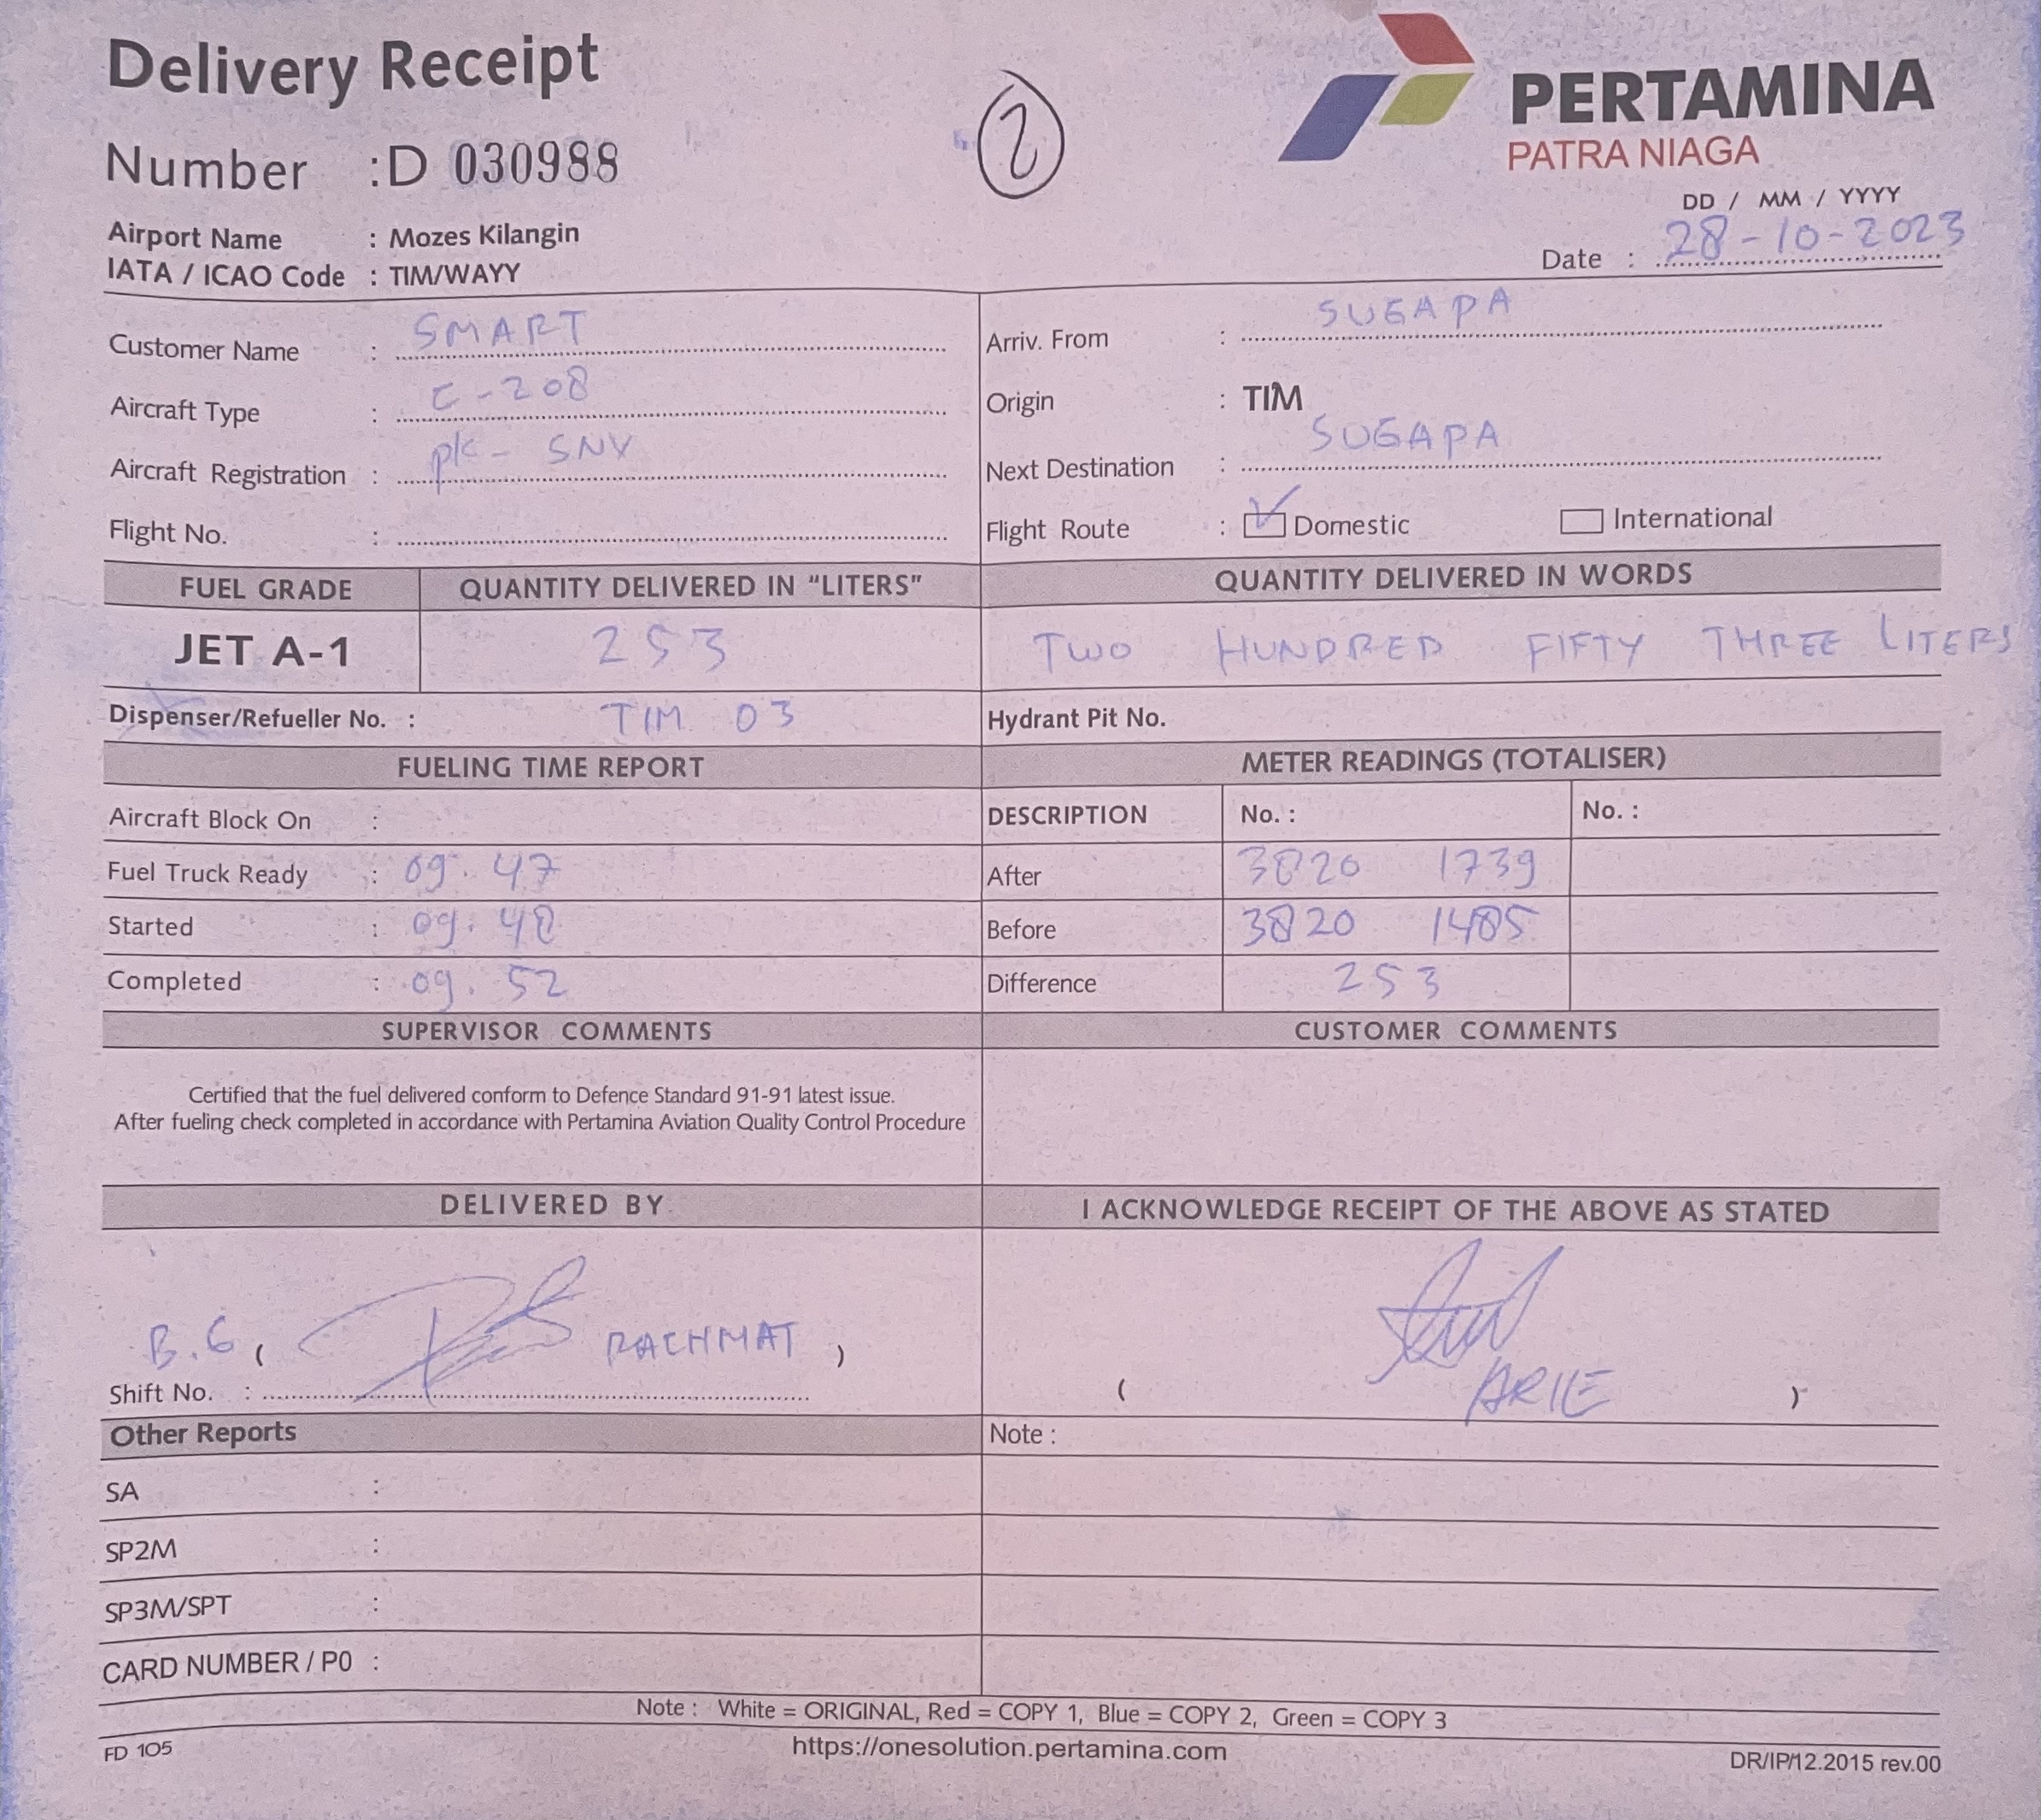 Delivery Receipt
Number : D 030988
2
PERTAMINA
PATRA NIAGA
Airport Name : Mozes Kilangin
IATA / ICAO Code : TIM/WAYY
DD / MM / YYYY
Date : 28-10-2023
Customer Name : SMART
Aircraft Type : C-208
Aircraft Registration : pk - SNV
Flight No. :
Arriv. From : SUGAPA
Origin : TIM
Next Destination : SUGAPA
Flight Route : Domestic International
FUEL GRADE QUANTITY DELIVERED IN "LITERS" QUANTITY DELIVERED IN WORDS
JET A-1 253 TWO HUNDRED FIFTY THREE LITERS
Dispenser/Refueller No. : TIM 03 Hydrant Pit No.
FUELING TIME REPORT METER READINGS (TOTALISER)
Aircraft Block On : DESCRIPTION No. : No. :
Fuel Truck Ready : 09.47 After 3820 1739
Started : 09.48 Before 3820 1485
Completed : 09.52 Difference 253
SUPERVISOR COMMENTS CUSTOMER COMMENTS
Certified that the fuel delivered conform to Defence Standard 91-91 latest issue.
After fueling check completed in accordance with Pertamina Aviation Quality Control Procedure
DELIVERED BY I ACKNOWLEDGE RECEIPT OF THE ABOVE AS STATED
B.6 ( RACHMAT )
Shift No. :
( ARIE )
Other Reports Note :
SA :
SP2M :
SP3M/SPT :
CARD NUMBER / P0 :
Note : White = ORIGINAL, Red = COPY 1, Blue = COPY 2, Green = COPY 3
FD 105 https://onesolution.pertamina.com DR/IP/12.2015 rev.00